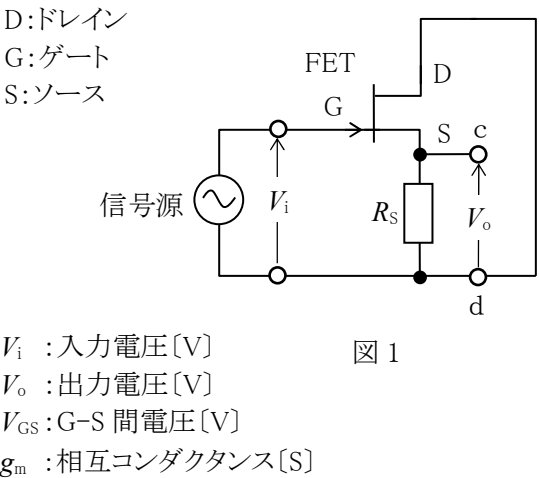 D:ドレイン
G:ゲート
S:ソース
FET
D
G
S
c
信号源
Vi
RS
Vo
d
図 1
Vi :入力電圧〔V〕
Vo :出力電圧〔V〕
VGS:G-S 間電圧〔V〕
gm :相互コンダクタンス〔S〕